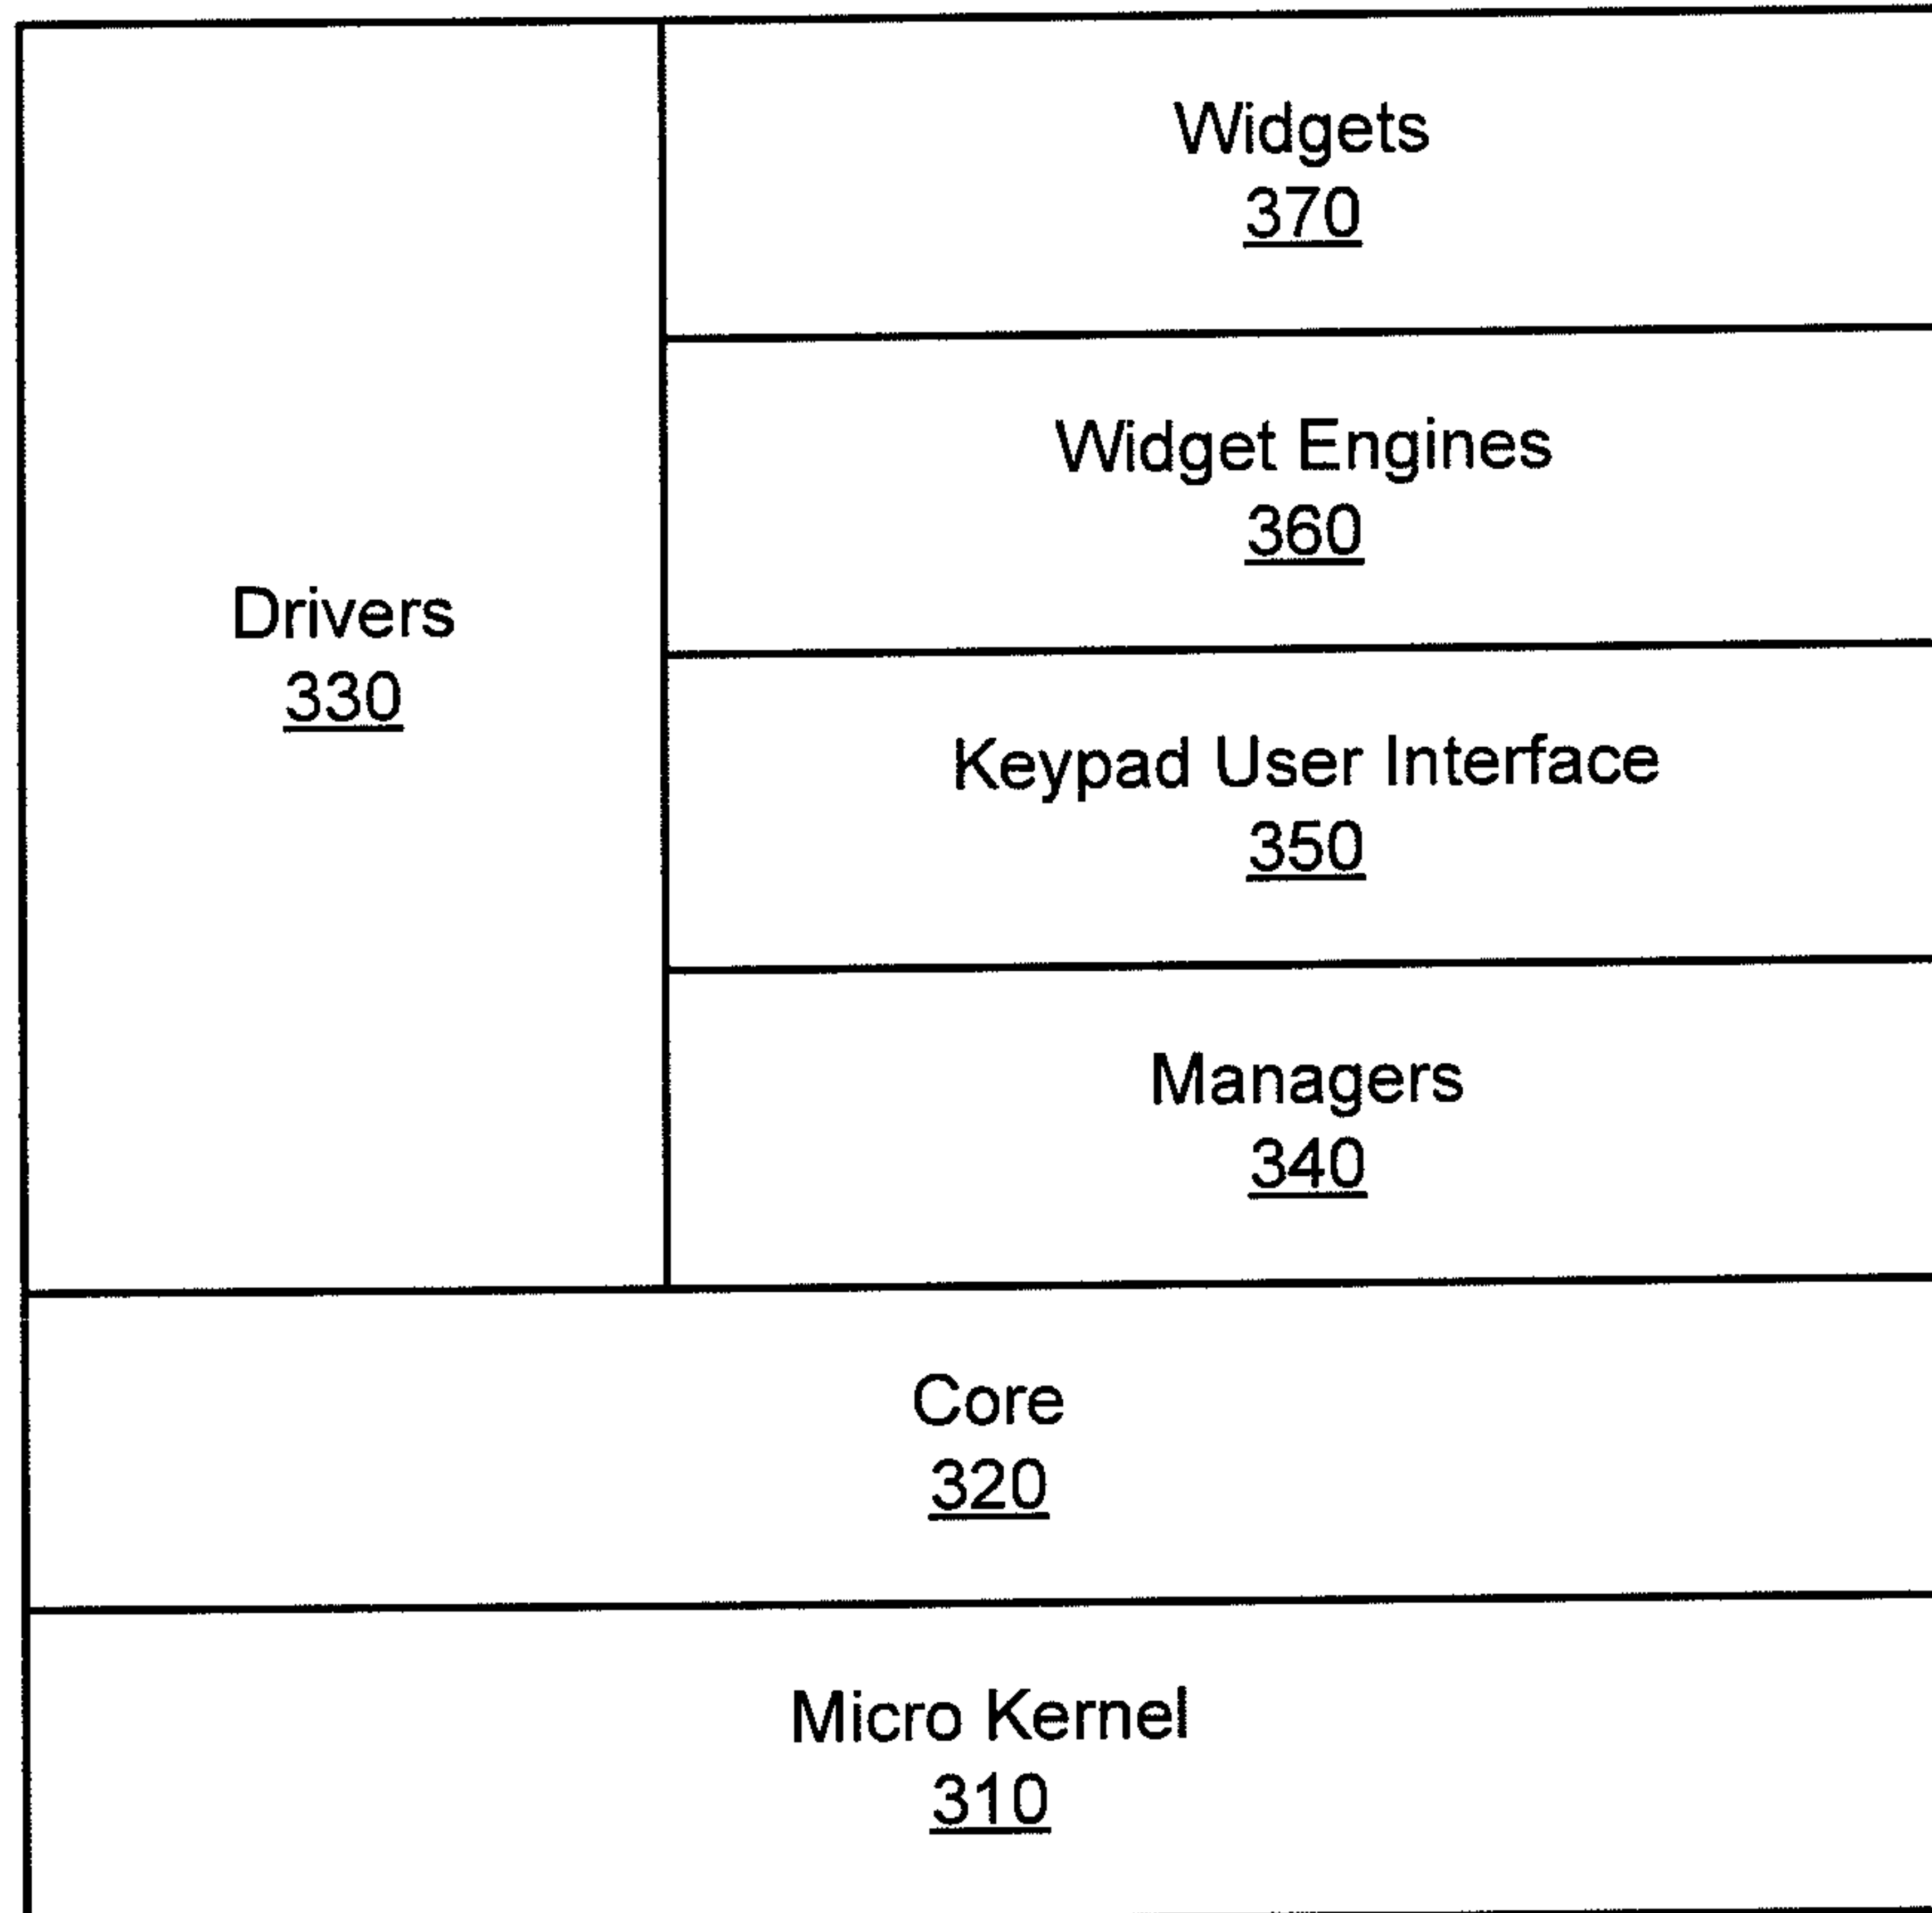 Widgets
370
Widget Engines
360
Drivers
330
Keypad User Interface
350
Managers
340
Core
320
Micro Kernel
310